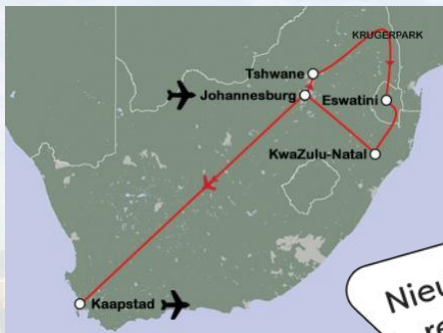 KRUGERPARK
Tshwane
Johannesburg
Eswatini
KwaZulu-Natal
Kaapstad